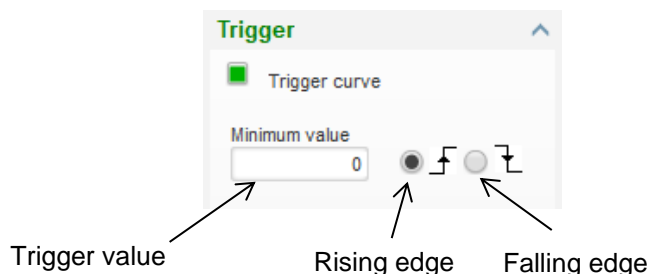 Trigger
Trigger curve
Minimum value
0
Trigger value
Rising edge
Falling edge